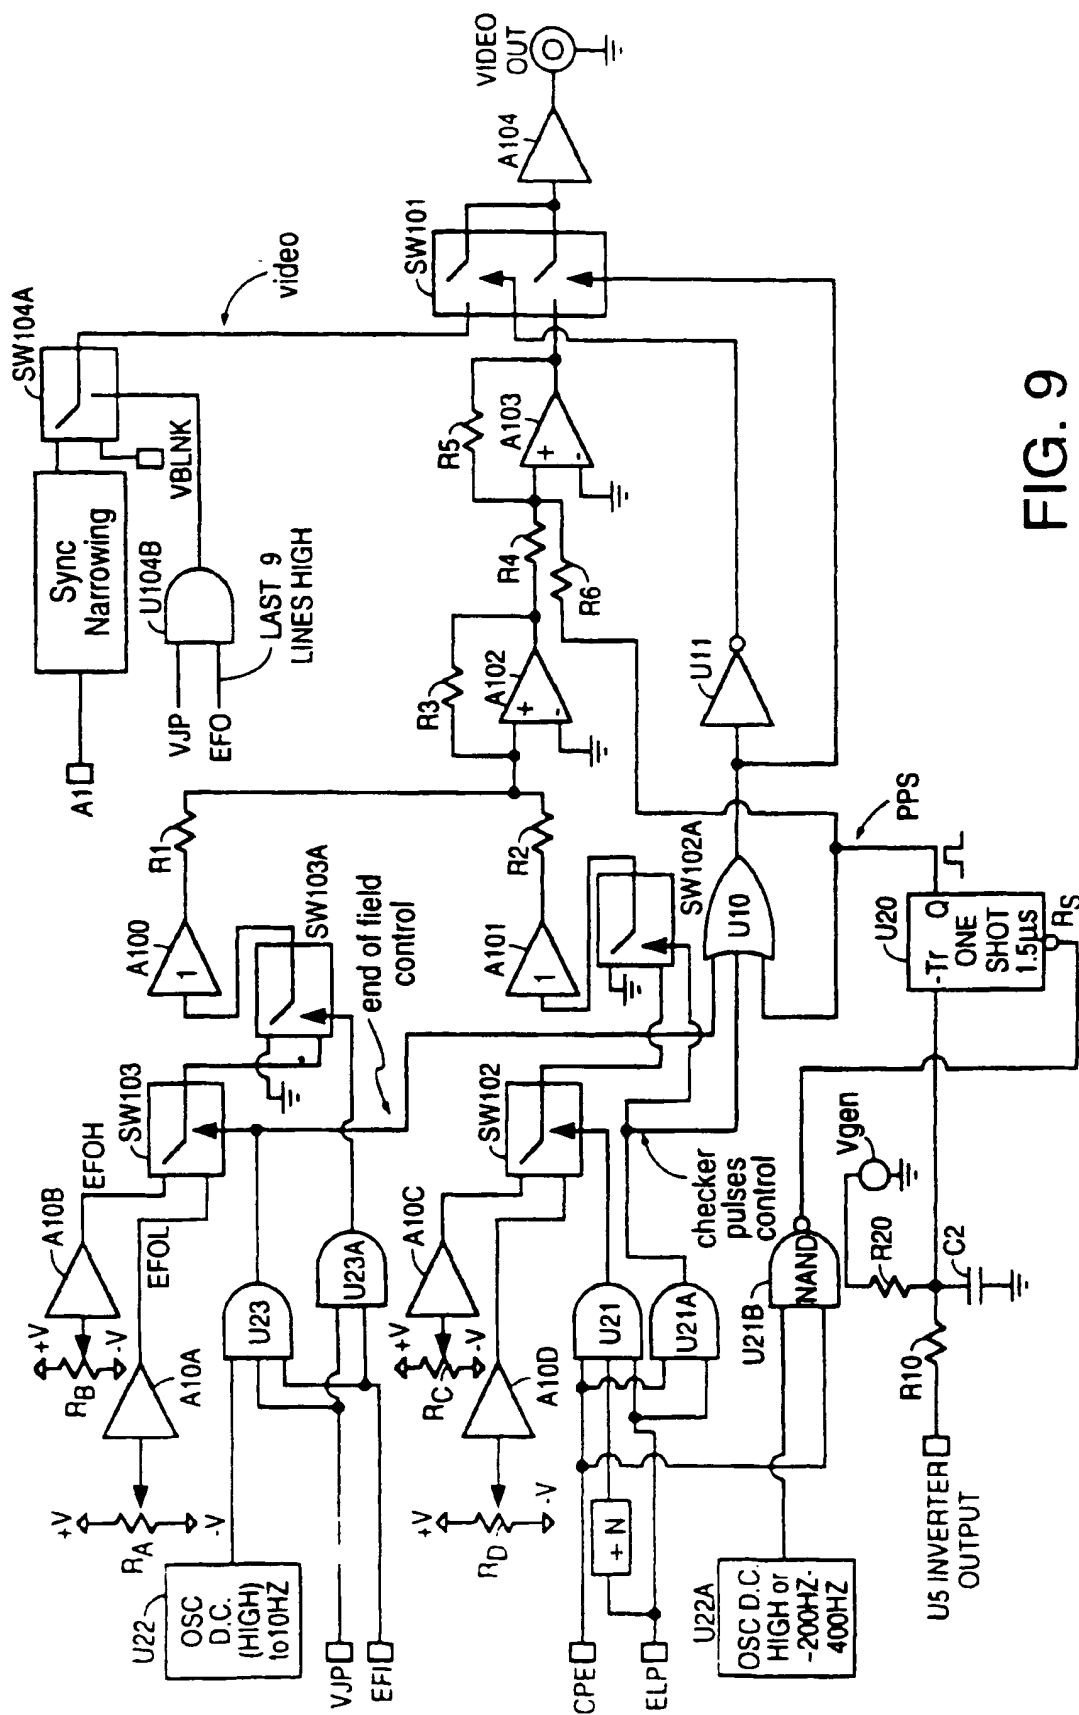 A1
Sync
Narrowing
SW104A
VBLNK
video
VJP
EFO
U104B
LAST 9
LINES HIGH
VIDEO
OUT
A104
SW101
R5
A103
+
-
R4
R6
R3
A102
+
-
R1
R2
A100
1
SW103A
end of field
control
A101
1
SW102A
U10
U11
PPS
+V
RB
-V
A10B
EFOH
SW103
+V
RA
-V
A10A
EFOL
U22
OSC
D.C.
(HIGH)
to10HZ
U23
U23A
VJP
EFI
+V
RC
-V
A10C
SW102
+V
RD
-V
A10D
U21
U21A
checker
pulses
control
CPE
+ N
ELP
U22A
OSC D.C.
HIGH or
-200HZ-
400HZ
U21B
NAND
Vgen
R20
C2
R10
U5 INVERTER
OUTPUT
U20
-Tr Q
ONE
SHOT
1.5µs
RS
FIG. 9